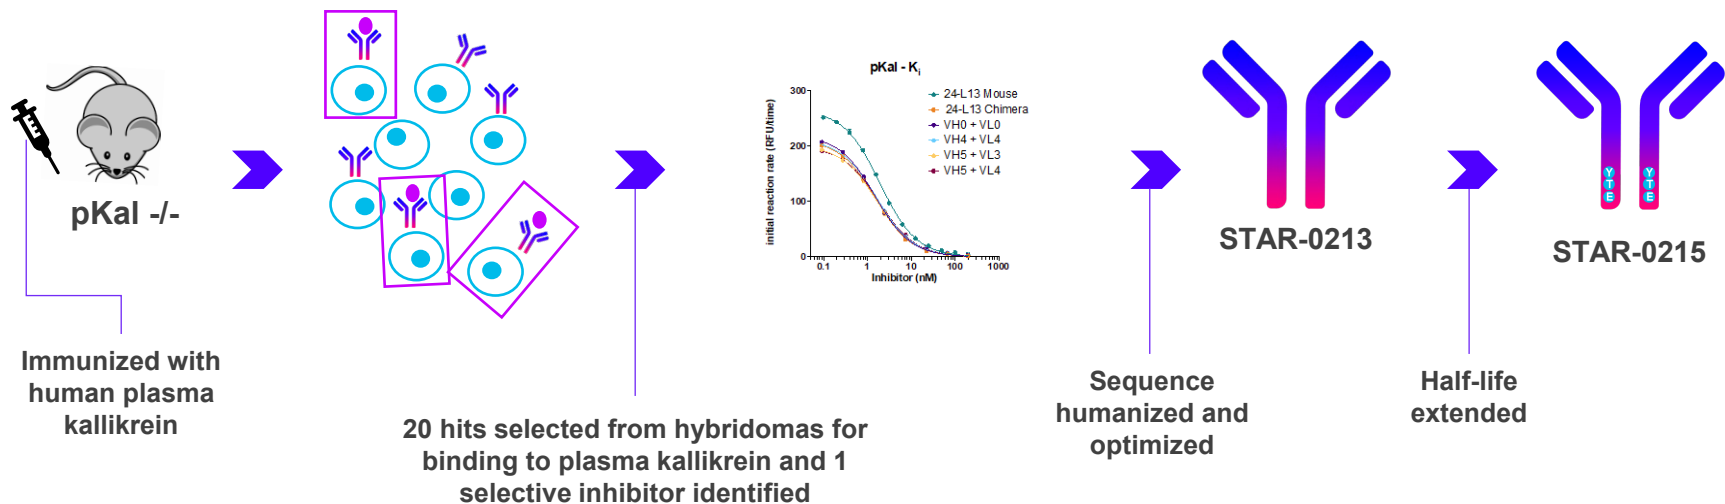 pKal -/-
Immunized with
human plasma
kallikrein
20 hits selected from hybridomas for
binding to plasma kallikrein and 1
selective inhibitor identified
pKal - Ki
initial reaction rate (RFU/time)
300
200
100
0
0.1 1 10 100 1000
Inhibitor (nM)
24-L13 Mouse
24-L13 Chimera
VH0 + VL0
VH4 + VL4
VH5 + VL3
VH5 + VL4
Sequence
humanized and
optimized
STAR-0213
Half-life
extended
Y Y
T T
E E
STAR-0215